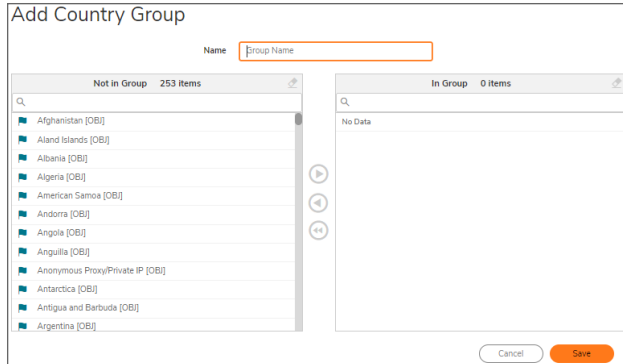 Add Country Group
Name Group Name
Not in Group 253 items
In Group 0 items
Afghanistan [OBJ]
Aland Islands [OBJ]
Albania [OBJ]
Algeria [OBJ]
American Samoa [OBJ]
Andorra [OBJ]
Angola [OBJ]
Anguilla [OBJ]
Anonymous Proxy/Private IP [OBJ]
Antarctica [OBJ]
Antigua and Barbuda [OBJ]
Argentina [OBJ]
No Data
Cancel Save